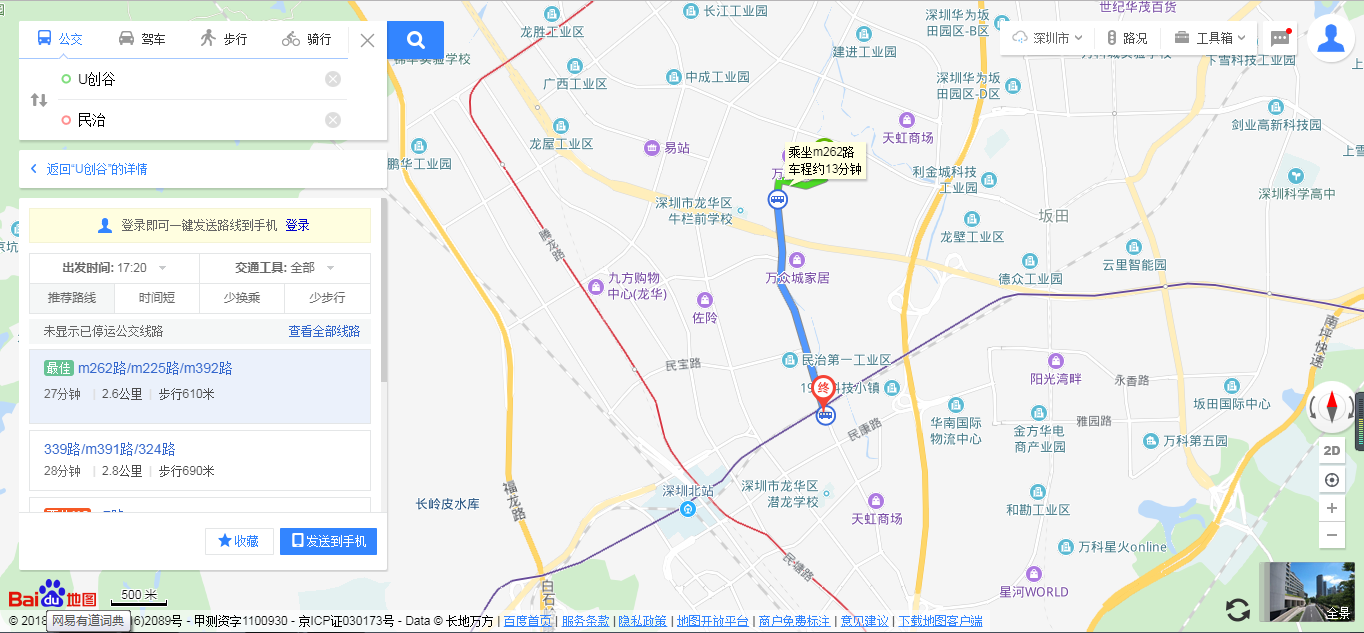 公交
驾车
步行
骑行
U创谷
民治
返回“U创谷”的详情
登录即可一键发送路线到手机 登录
出发时间: 17:20
交通工具: 全部
推荐路线
时间短
少换乘
少步行
未显示已停运公交线路
查看全部线路
最佳 m262路/m225路/m392路
27分钟 | 2.6公里 | 步行610米
339路/m391路/324路
28分钟 | 2.8公里 | 步行690米
收藏
发送到手机
深圳市
路况
工具箱
龙胜工业区
长江工业园
深圳华为坂
田园区-B区
世纪华茂百货
建进工业园
下雪科技工业园
广西工业区
中成工业园
深圳华为坂
田园区-D区
龙屋工业区
易站
天虹商场
剑业高新科技园
鹏华工业园
乘坐m262路
车程约13分钟
利金城科技
工业园
深圳科学高中
深圳市龙华区
牛栏前学校
坂田
龙壁工业区
腾龙路
云里智能园
九方购物
中心(龙华)
万众城家居
德众工业园
佐阾
南坪快速
民宝路
民治第一工业区
阳光湾畔
永香路
终
坂田国际中心
华南国际
物流中心
金方华电
商产业园
雅园路
民康路
万科第五园
2D
深圳北站
深圳市龙华区
潜龙学校
长岭皮水库
福龙路
天虹商场
和勘工业区
万科星火online
民塘路
星河WORLD
白石
Bai du 地图
500 米
全景
网易有道词典
© 2018
6)2089号 - 甲测资字1100930 - 京ICP证030173号 - Data © 长地万方 | 百度首页 | 服务条款 | 隐私政策 | 地图开放平台 | 商户免费标注 | 意见建议 | 下载地图客户端